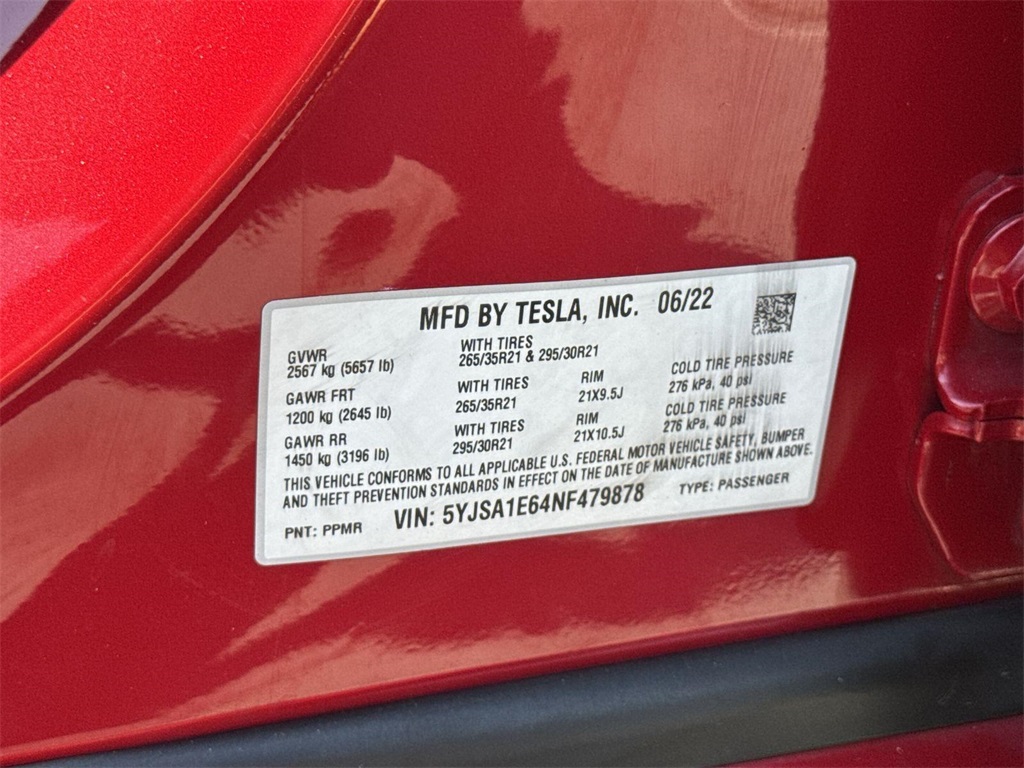 MFD BY TESLA, INC. 06/22
GVWR
2567 kg (5657 lb)
WITH TIRES
265/35R21 & 295/30R21
GAWR FRT
1200 kg (2645 lb)
WITH TIRES
265/35R21
RIM
21X9.5J
COLD TIRE PRESSURE
276 kPa, 40 psi
GAWR RR
1450 kg (3196 lb)
WITH TIRES
295/30R21
RIM
21X10.5J
COLD TIRE PRESSURE
276 kPa, 40 psi
THIS VEHICLE CONFORMS TO ALL APPLICABLE U.S. FEDERAL MOTOR VEHICLE SAFETY, BUMPER
AND THEFT PREVENTION STANDARDS IN EFFECT ON THE DATE OF MANUFACTURE SHOWN ABOVE.
PNT: PPMR VIN: 5YJSA1E64NF479878 TYPE: PASSENGER